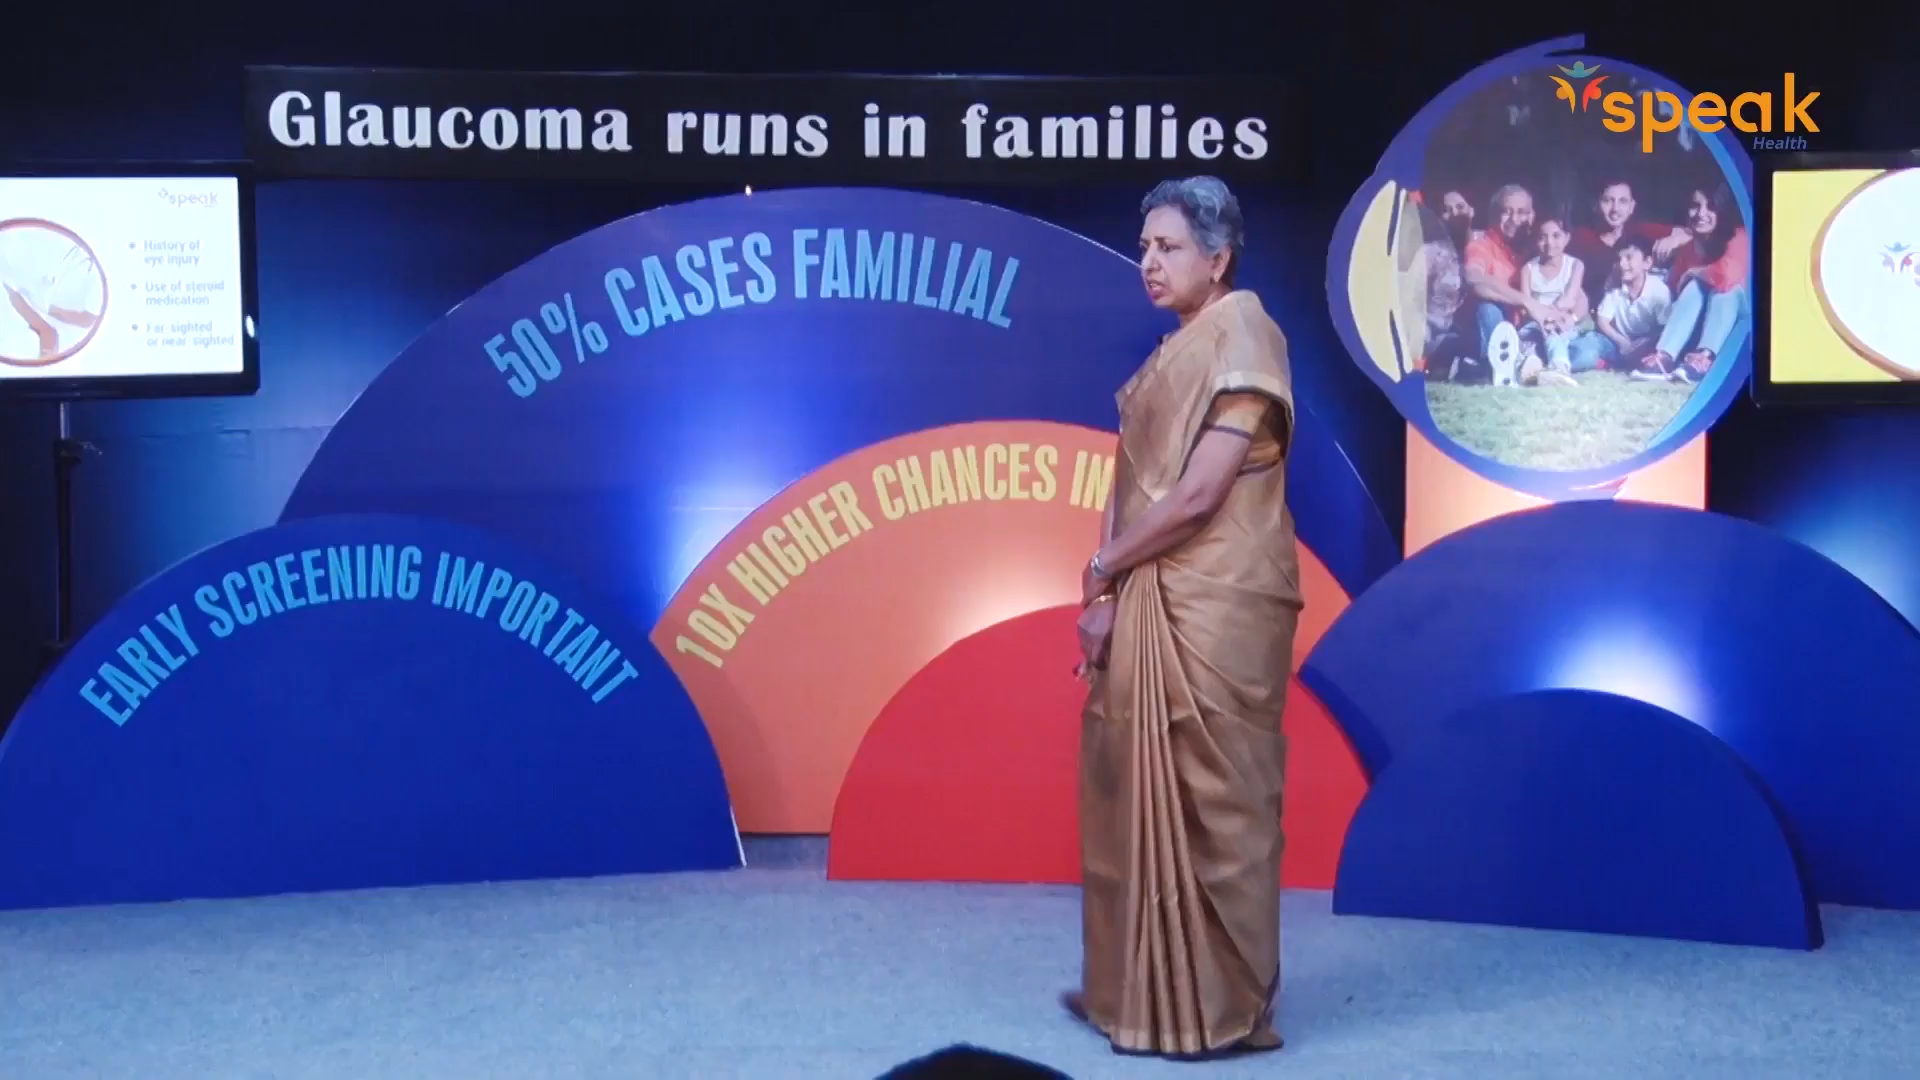 Glaucoma runs in families
speak
Health
speak
History of
eye injury
Use of steroid
medication
Far-sighted
or near-sighted
50% CASES FAMILIAL
10X HIGHER CHANCES IN
EARLY SCREENING IMPORTANT